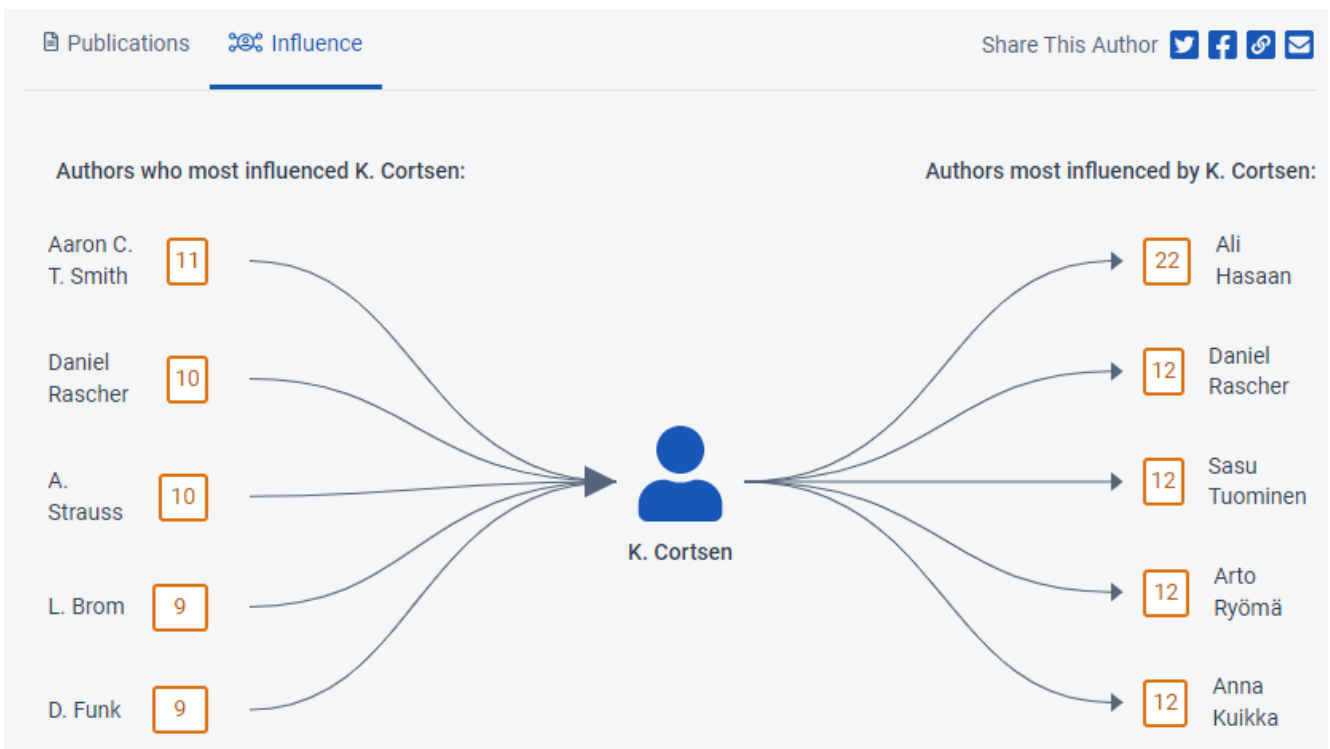 Publications
Influence
Share This Author
Authors who most influenced K. Cortsen:
Authors most influenced by K. Cortsen:
Aaron C.
T. Smith
11
Daniel
Rascher
10
A.
Strauss
10
L. Brom
9
D. Funk
9
K. Cortsen
22
Ali
Hasaan
12
Daniel
Rascher
12
Sasu
Tuominen
12
Arto
Ryömä
12
Anna
Kuikka